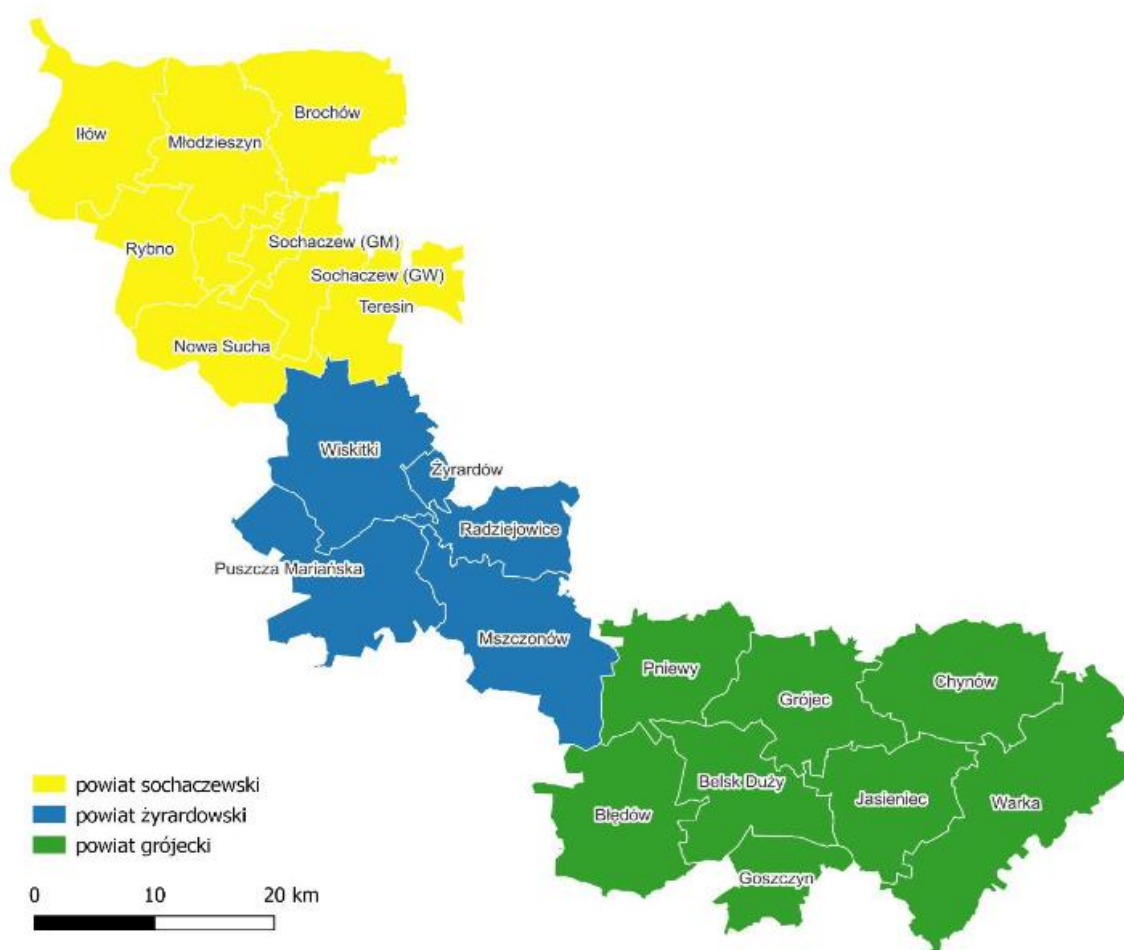 Brochów
Iłów
Młodzieszyn
Rybno
Sochaczew (GM)
Sochaczew (GW)
Teresin
Nowa Sucha
Wiskitki
Żyrardów
Radziejowice
Puszcza Mariańska
Mszczonów
Pniewy
Grójec
Chynów
Belsk Duży
Jasieniec
Warka
Błędów
Goszczyn
powiat sochaczewski
powiat żyrardowski
powiat grójecki
0 10 20 km